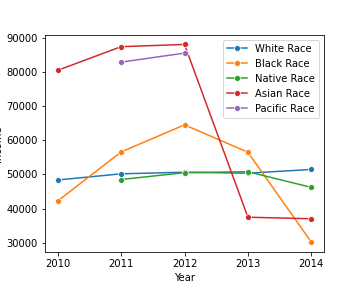 90000
80000
70000
60000
50000
40000
30000
White Race
Black Race
Native Race
Asian Race
Pacific Race
2010 2011 2012 2013 2014
Year